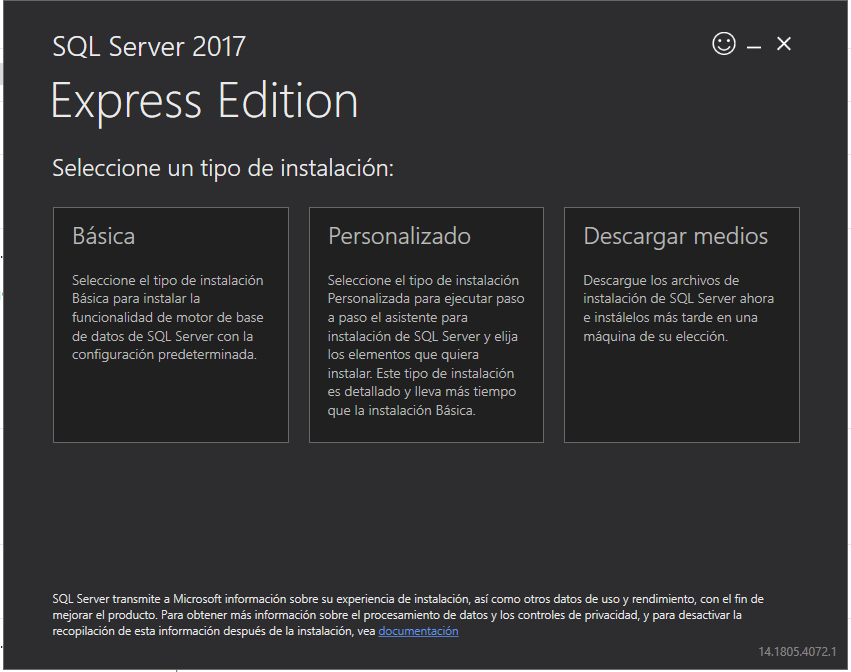 SQL Server 2017
Express Edition
Seleccione un tipo de instalación:
Básica
Seleccione el tipo de instalación
Básica para instalar la
funcionalidad de motor de base
de datos de SQL Server con la
configuración predeterminada.
Personalizado
Seleccione el tipo de instalación
Personalizada para ejecutar paso
a paso el asistente para
instalación de SQL Server y elija
los elementos que quiera
instalar. Este tipo de instalación
es detallado y lleva más tiempo
que la instalación Básica.
Descargar medios
Descargue los archivos de
instalación de SQL Server ahora
e instálelos más tarde en una
máquina de su elección.
SQL Server transmite a Microsoft información sobre su experiencia de instalación, así como otros datos de uso y rendimiento, con el fin de
mejorar el producto. Para obtener más información sobre el procesamiento de datos y los controles de privacidad, y para desactivar la
recopilación de esta información después de la instalación, vea documentación
14.1805.4072.1